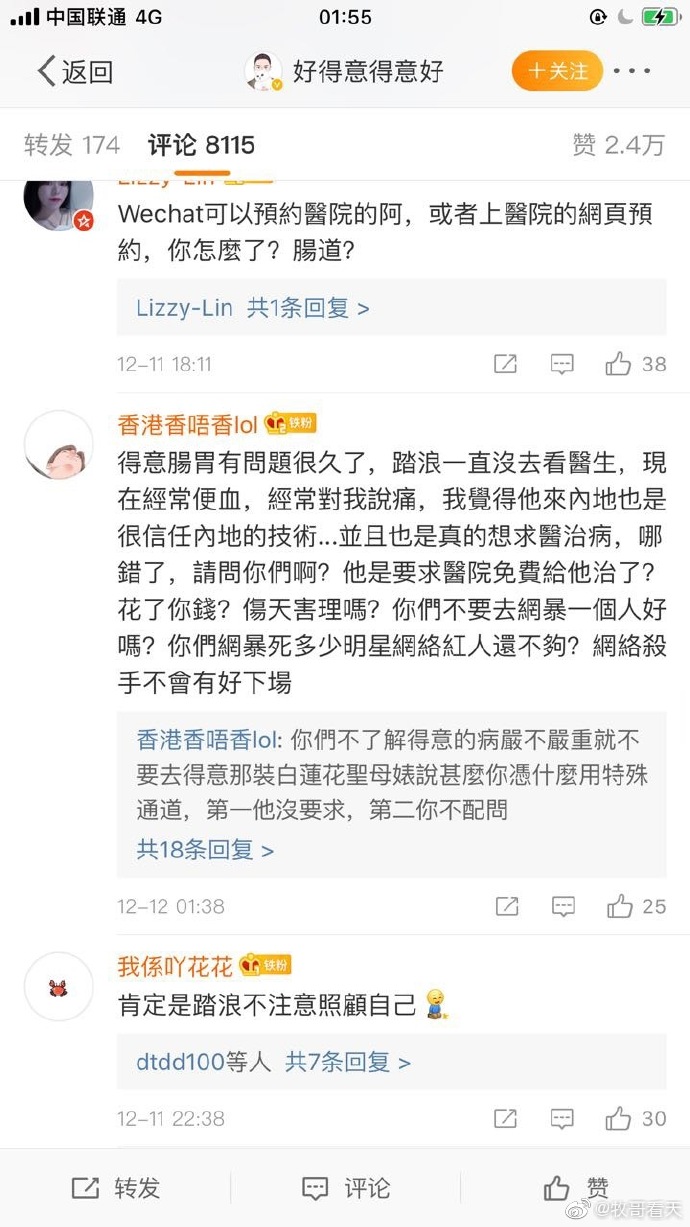 中国联通 4G
01:55
返回
好得意得意好
+关注
转发 174
评论 8115
赞 2.4万
Lizzy-Lin
Wechat可以預約醫院的阿，或者上醫院的網頁預
約，你怎麼了？腸道？
Lizzy-Lin 共1条回复 >
12-11 18:11
38
香港香唔香lol 铁粉
得意腸胃有問題很久了，踏浪一直沒去看醫生，現
在經常便血，經常對我說痛，我覺得他來內地也是
很信任內地的技術...並且也是真的想求醫治病，哪
錯了，請問你們啊？他是要求醫院免費給他治了？
花了你錢？傷天害理嗎？你們不要去網暴一個人好
嗎？你們網暴死多少明星網絡紅人還不夠？網絡殺
手不會有好下場
香港香唔香lol: 你們不了解得意的病嚴不嚴重就不
要去得意那裝白蓮花聖母婊說甚麼你憑什麼用特殊
通道，第一他沒要求，第二你不配問
共18条回复 >
12-12 01:38
25
我係吖花花 铁粉
肯定是踏浪不注意照顧自己
dtdd100等人 共7条回复 >
12-11 22:38
30
转发
评论
赞
@牧哥看天